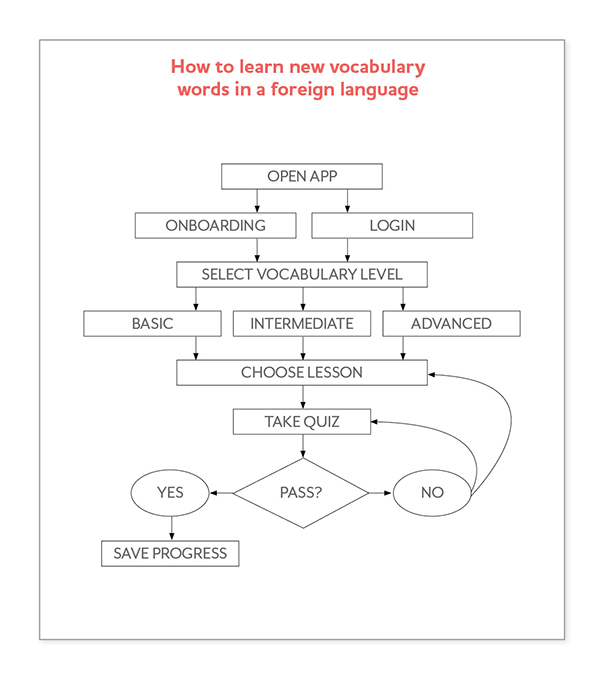 How to learn new vocabulary
words in a foreign language
OPEN APP
ONBOARDING
LOGIN
SELECT VOCABULARY LEVEL
BASIC
INTERMEDIATE
ADVANCED
CHOOSE LESSON
TAKE QUIZ
YES
PASS?
NO
SAVE PROGRESS